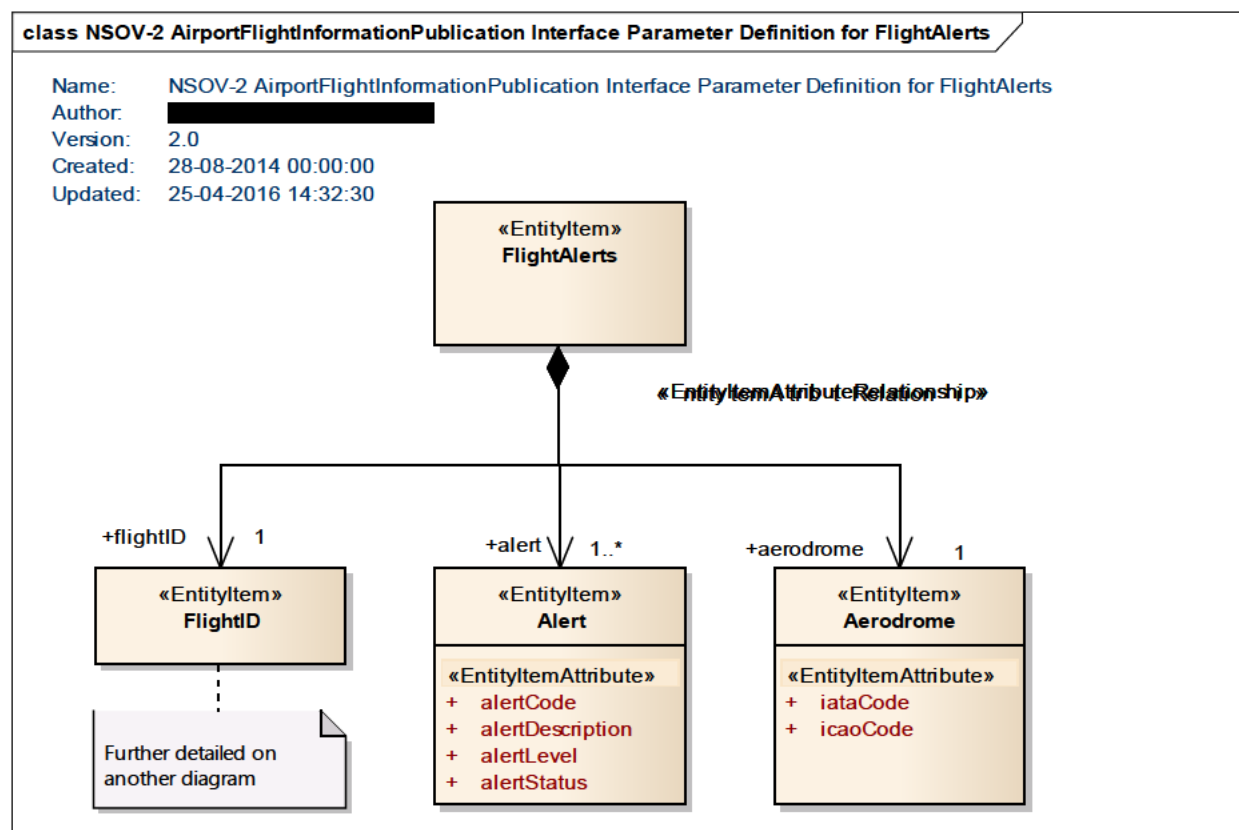 class NSOV-2 AirportFlightInformationPublication Interface Parameter Definition for FlightAlerts
Name: NSOV-2 AirportFlightInformationPublication Interface Parameter Definition for FlightAlerts
Author:
Version: 2.0
Created: 28-08-2014 00:00:00
Updated: 25-04-2016 14:32:30
«EntityItem»
FlightAlerts
«EntityItemAttributeRelationship»
+flightID 1
+alert 1..*
+aerodrome 1
«EntityItem»
FlightID
«EntityItem»
Alert
«EntityItemAttribute»
+ alertCode
+ alertDescription
+ alertLevel
+ alertStatus
«EntityItem»
Aerodrome
«EntityItemAttribute»
+ iataCode
+ icaoCode
Further detailed on
another diagram